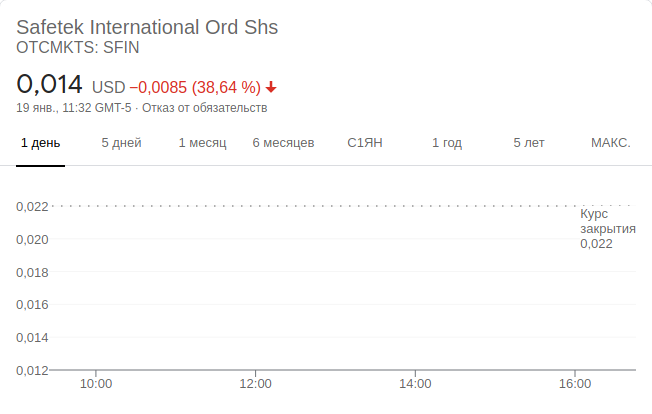 Safetek International Ord Shs
OTCMKTS: SFIN
0,014 USD −0,0085 (38,64 %)
19 янв., 11:32 GMT-5 · Отказ от обязательств
1 день 5 дней 1 месяц 6 месяцев С1ЯН 1 год 5 лет МАКС.
0,022
Курс
закрытия
0,022
0,020
0,018
0,016
0,014
0,012
10:00 12:00 14:00 16:00